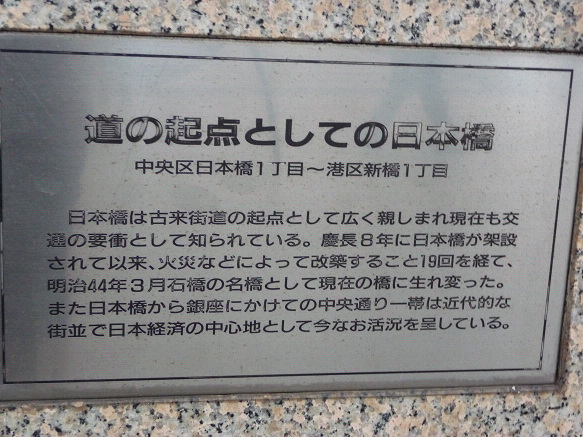 道の起点としての日本橋
中央区日本橋1丁目～港区新橋1丁目
日本橋は古来街道の起点として広く親しまれ現在も交
通の要衝として知られている。慶長8年に日本橋が架設
されて以来、火災などによって改築すること19回を経て、
明治44年3月石橋の名橋として現在の橋に生れ変った。
また日本橋から銀座にかけての中央通り一帯は近代的な
街並で日本経済の中心地として今なお活況を呈している。